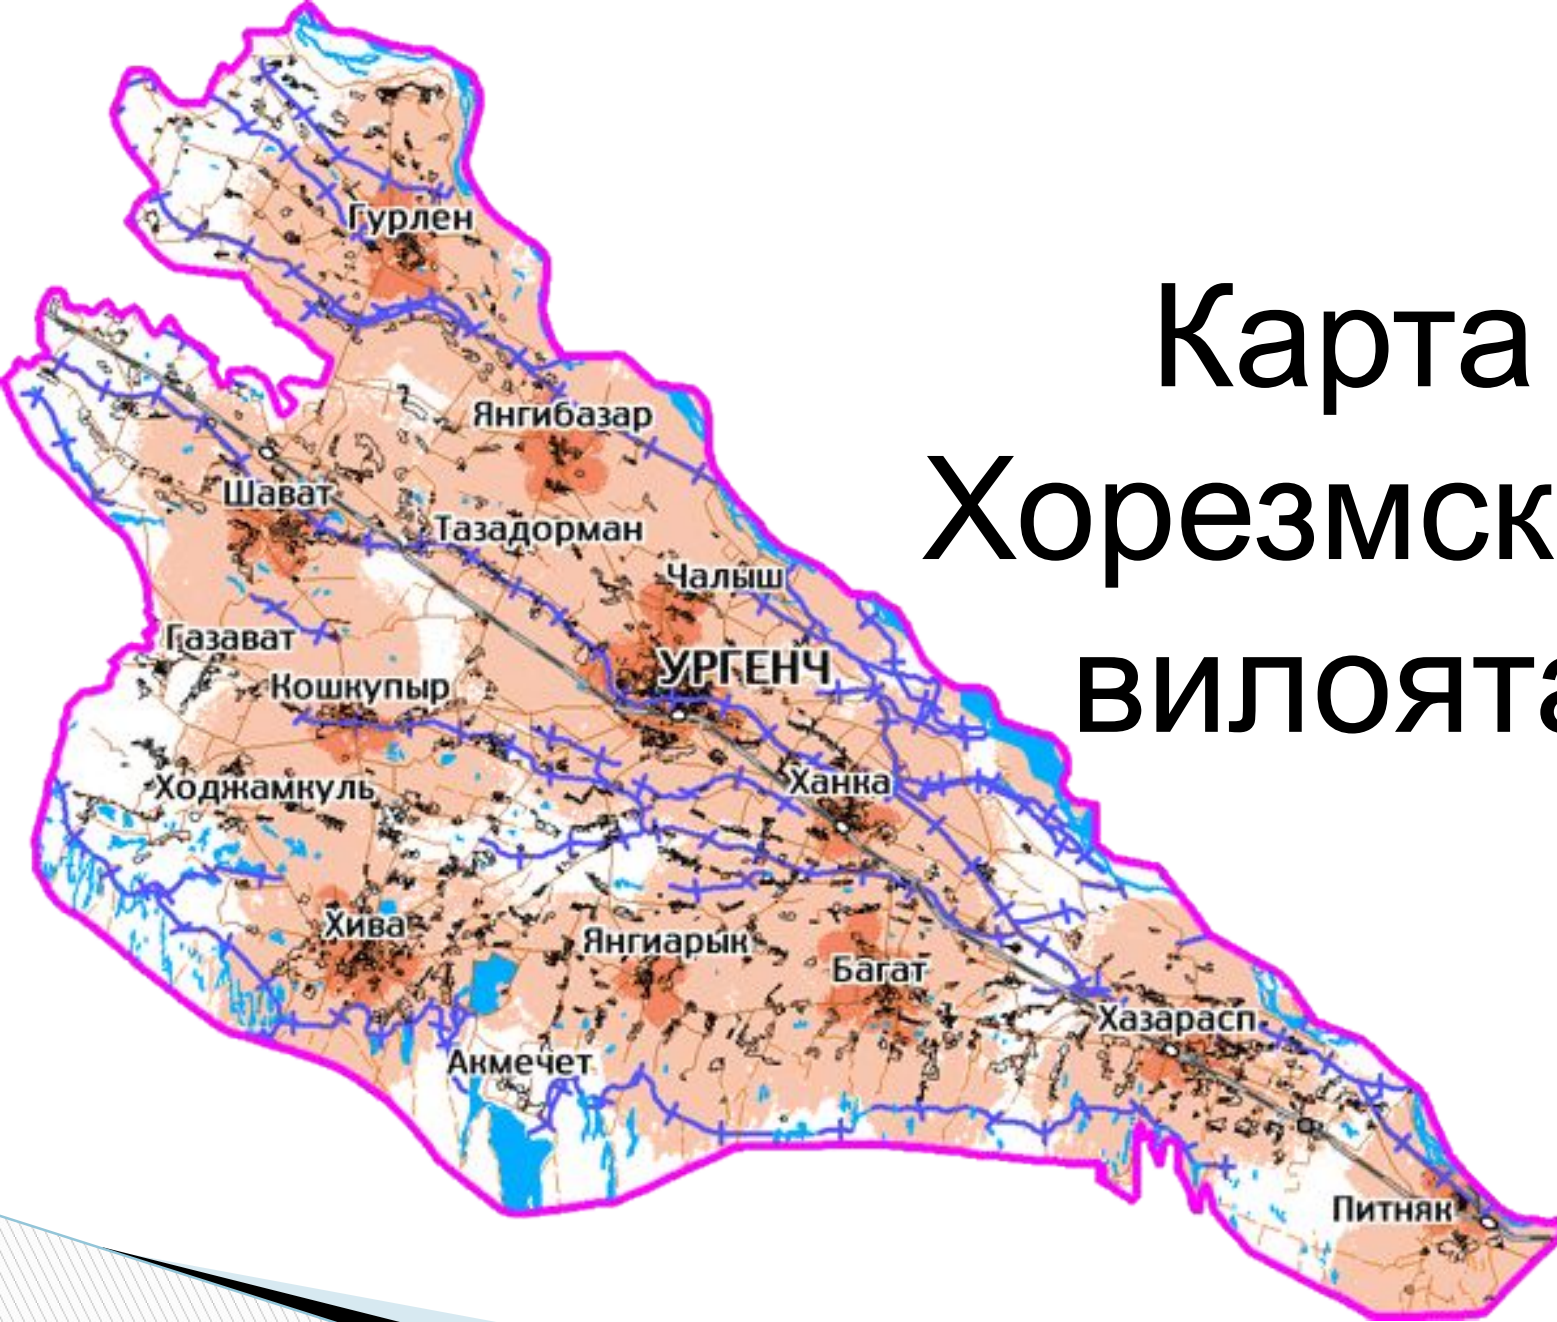 Гурлен
Янгибазар
Шават
Тазадорман
Чалыш
Газават
УРГЕНЧ
Кошкупыр
Ходжамкуль
Ханка
Хива
Янгиарык
Багат
Хазарасп
Акмечет
Питняк
Карта
Хорезмск
вилоята